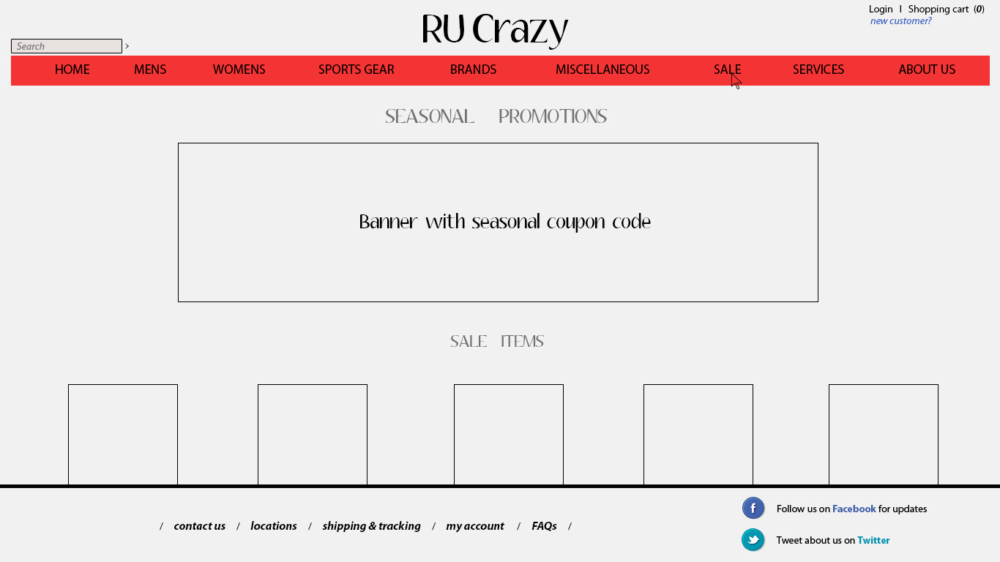 Login | Shopping cart (0)
new customer?
RU Crazy
Search >
HOME MENS WOMENS SPORTS GEAR BRANDS MISCELLANEOUS SALE SERVICES ABOUT US
SEASONAL PROMOTIONS
Banner with seasonal coupon code
SALE ITEMS
/ contact us / locations / shipping & tracking / my account / FAQs /
f Follow us on Facebook for updates
Tweet about us on Twitter